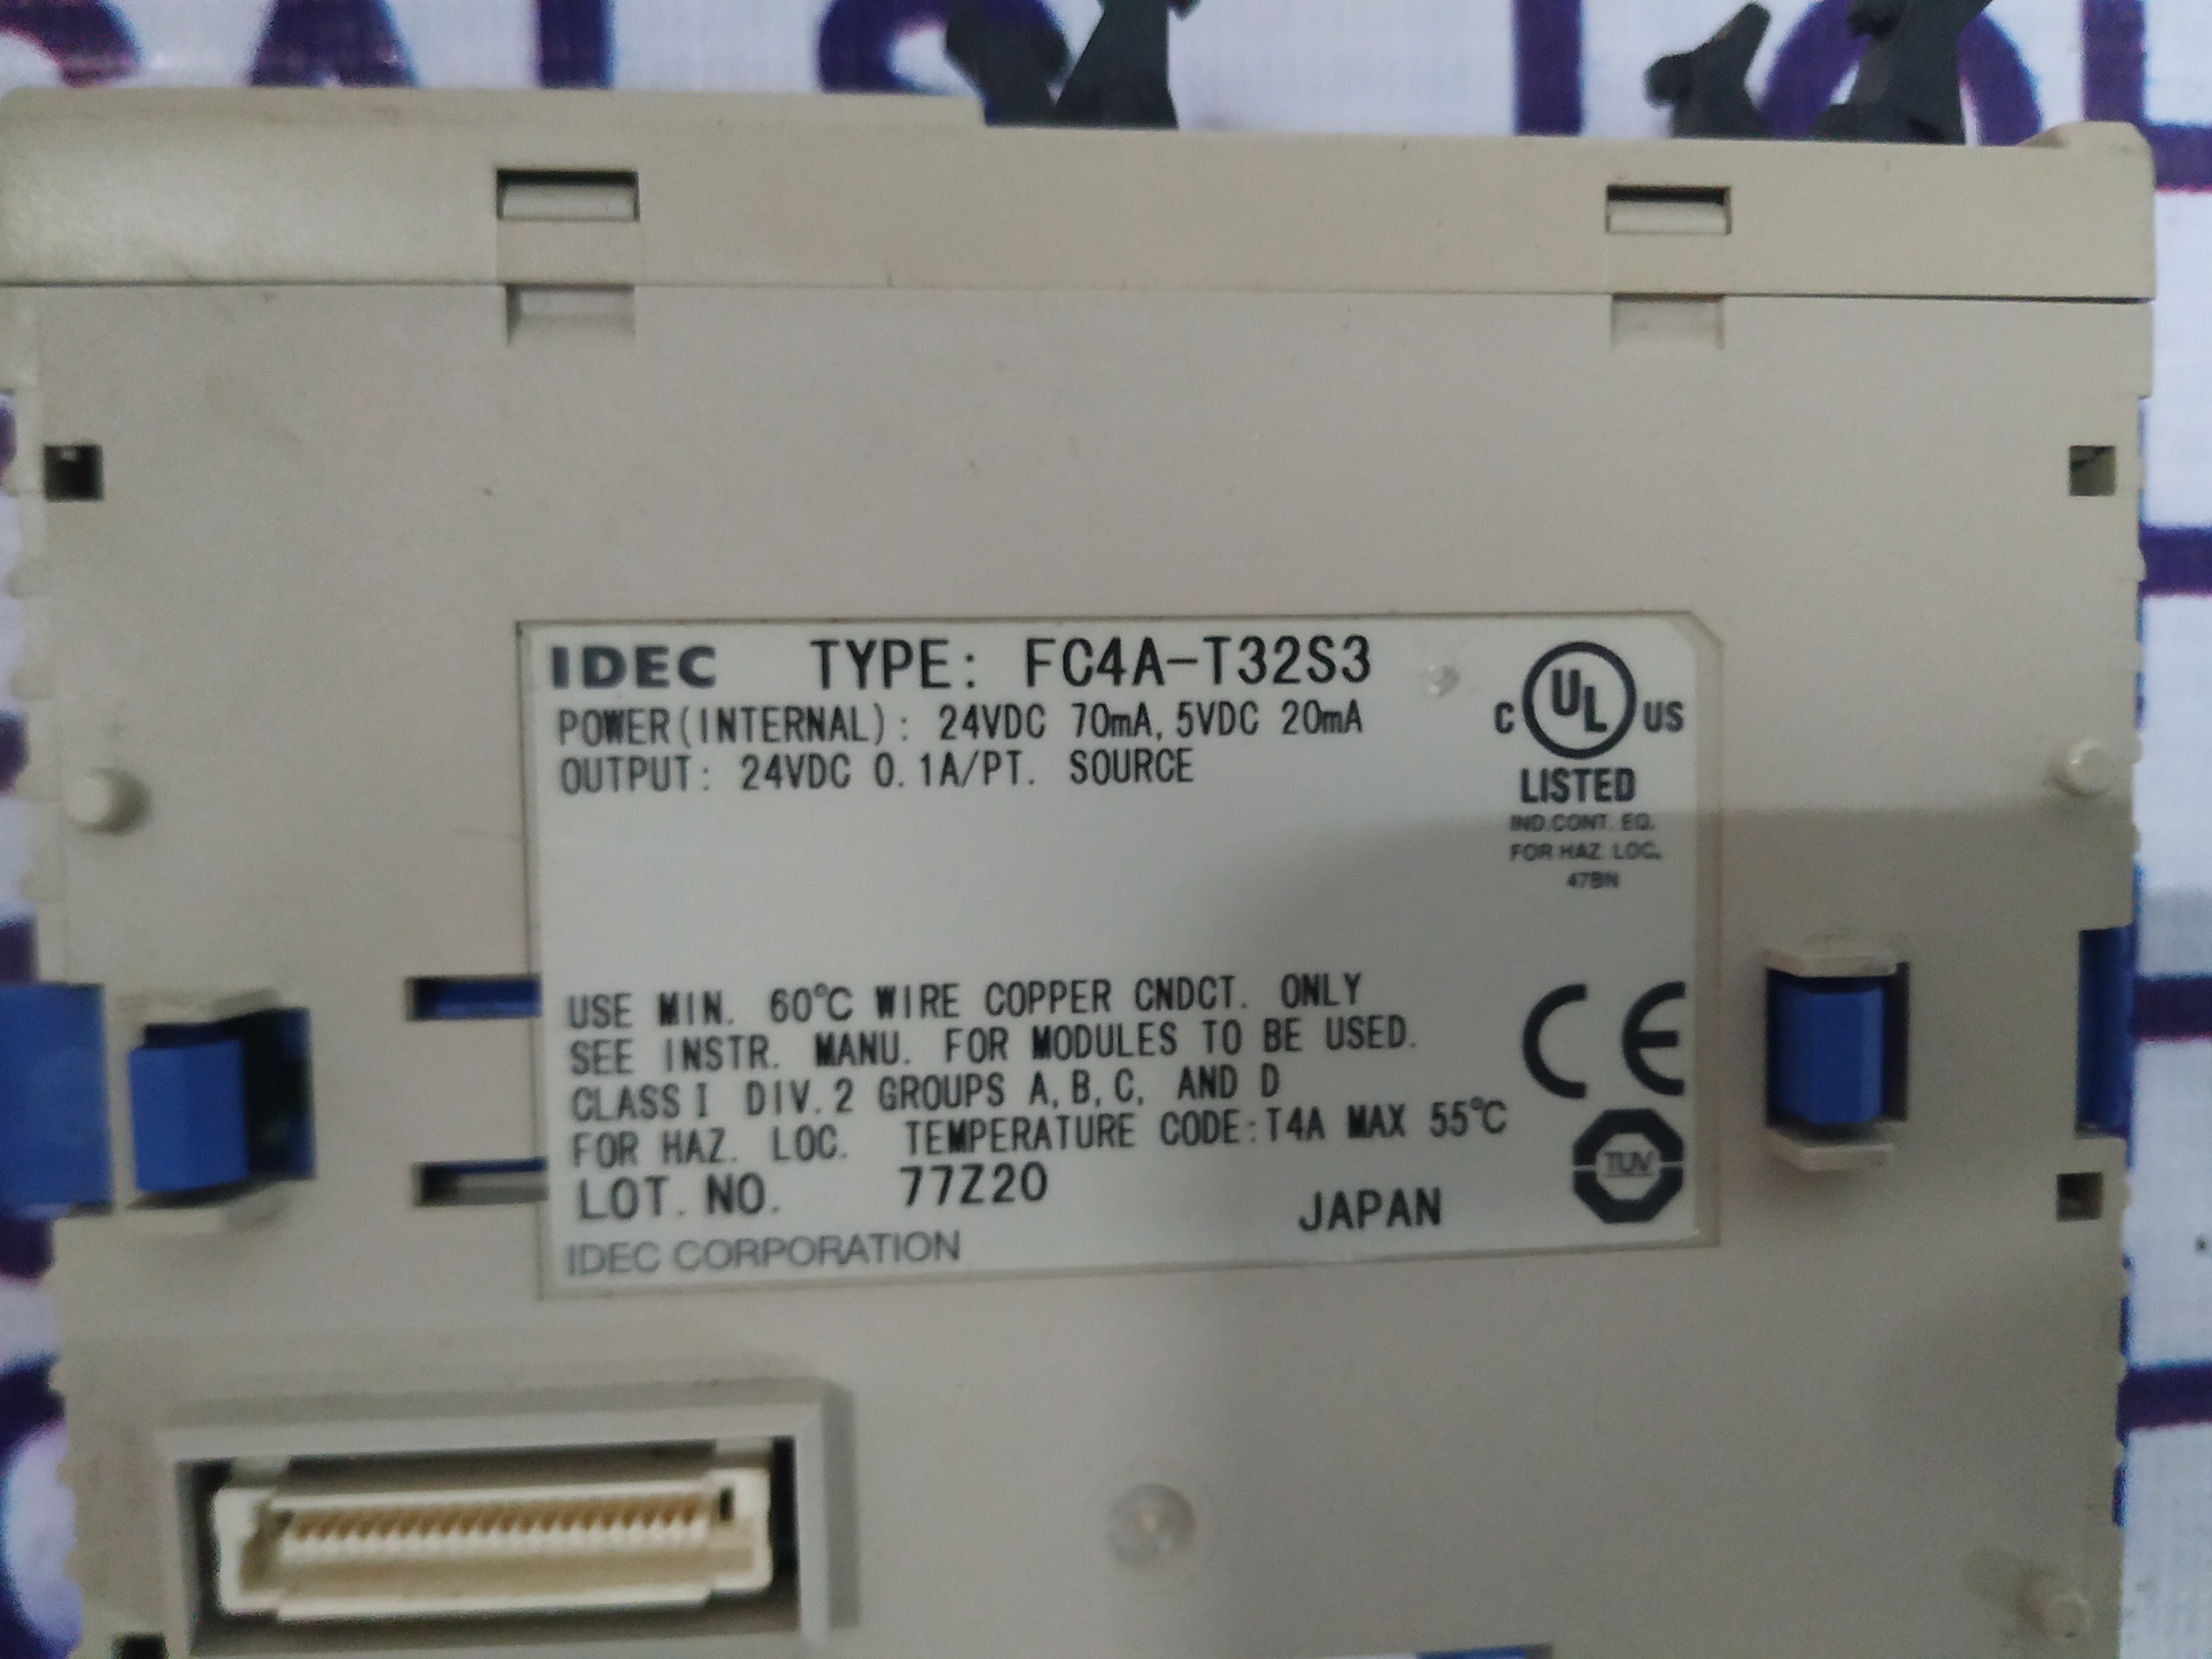 IDEC TYPE: FC4A-T32S3
POWER(INTERNAL): 24VDC 70mA, 5VDC 20mA
OUTPUT: 24VDC 0.1A/PT. SOURCE
C UL US
LISTED
IND.CONT. EQ.
FOR HAZ. LOC.
47BN
USE MIN. 60℃ WIRE COPPER CNDCT. ONLY
SEE INSTR. MANU. FOR MODULES TO BE USED.
CLASS I DIV.2 GROUPS A, B, C, AND D
FOR HAZ. LOC. TEMPERATURE CODE:T4A MAX 55℃
CE
TUV
LOT. NO. 77Z20
JAPAN
IDEC CORPORATION